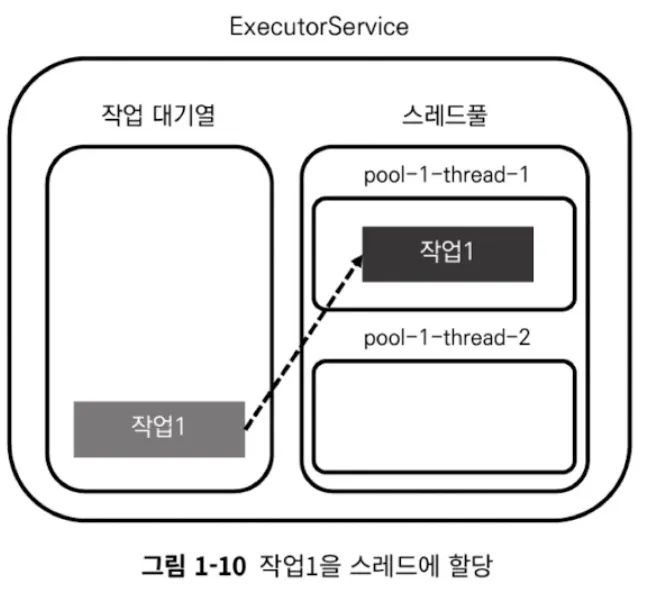 ExecutorService
작업 대기열
스레드풀
pool-1-thread-1
작업1
pool-1-thread-2
작업1
그림 1-10 작업1을 스레드에 할당